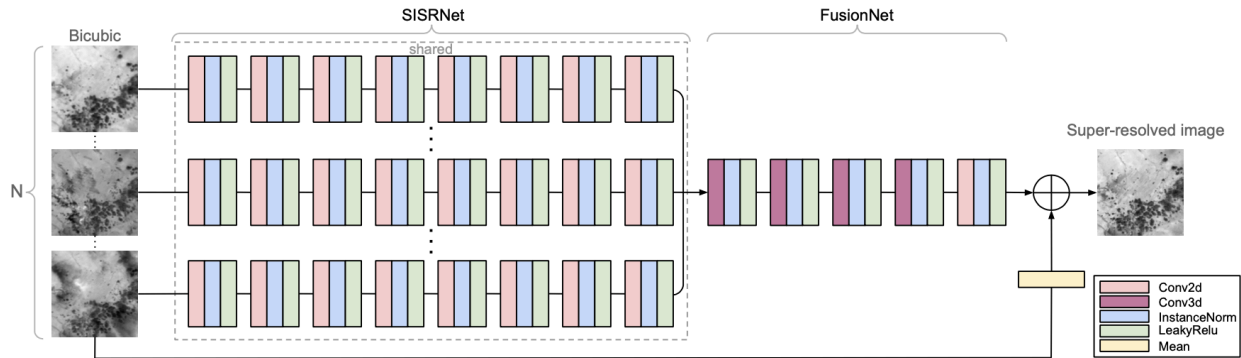 SISRNet
FusionNet
Bicubic
shared
N
Super-resolved image
Conv2d
Conv3d
InstanceNorm
LeakyRelu
Mean